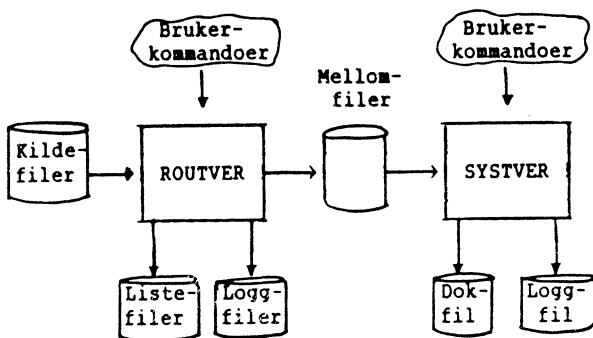 Bruker-
kommandoer
Bruker-
kommandoer
Mellom-
filer
Kilde-
filer
ROUTVER
SYSTVER
Liste-
filer
Logg-
filer
Dok-
fil
Logg-
fil